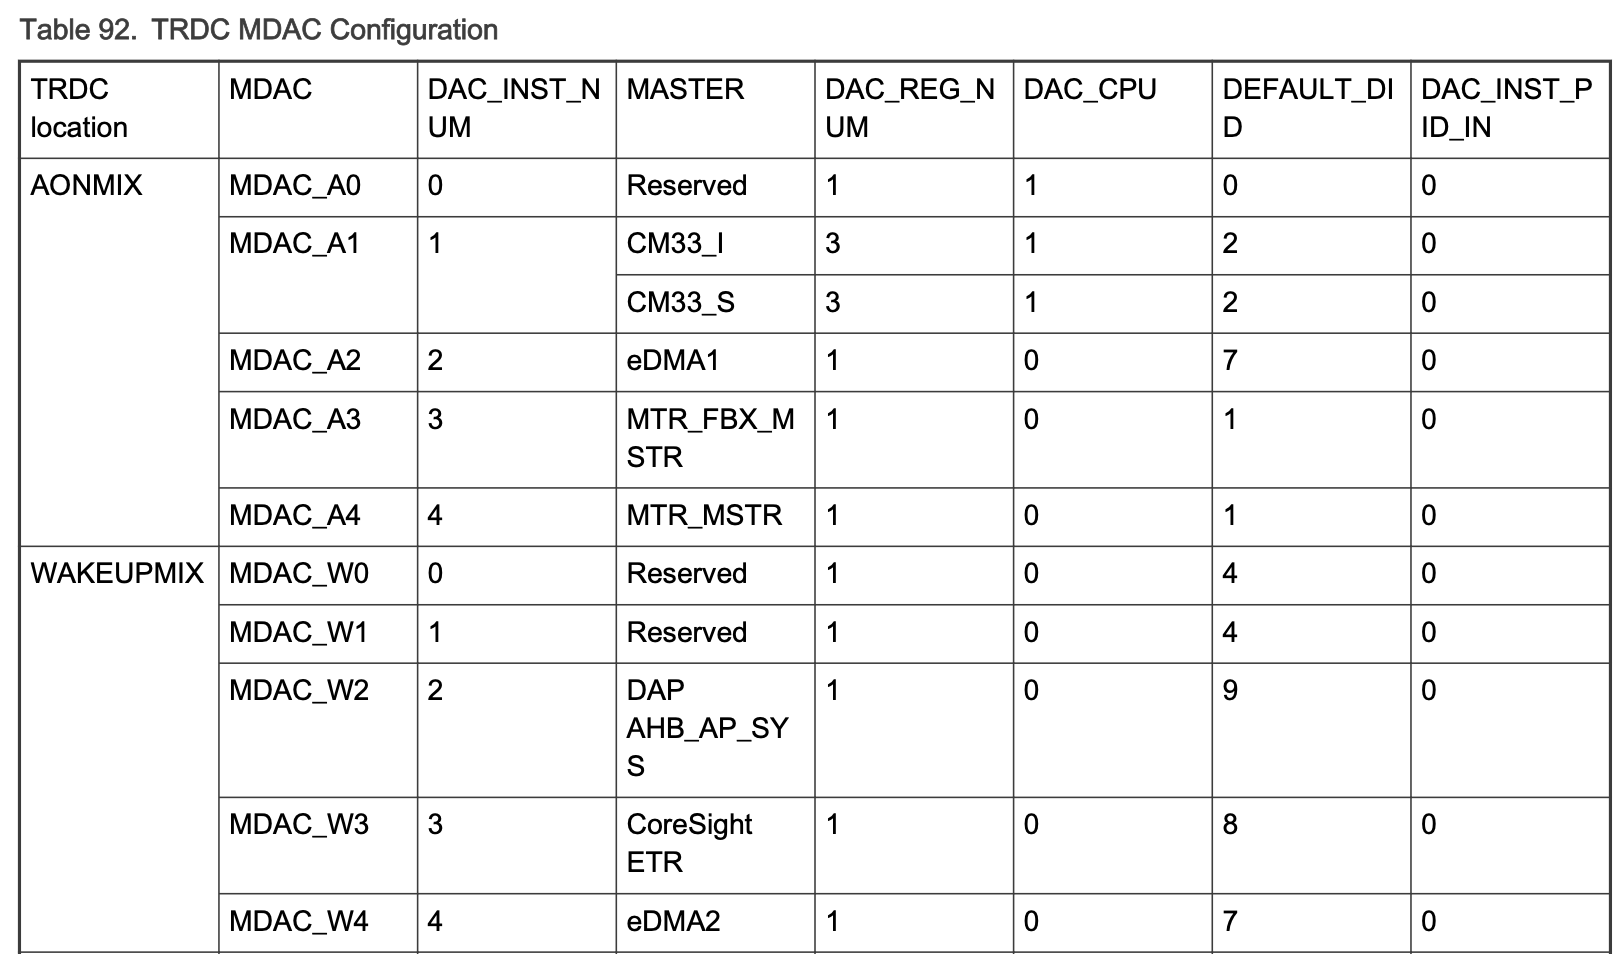 Table 92. TRDC MDAC Configuration
TRDC location MDAC DAC_INST_NUM MASTER DAC_REG_NUM DAC_CPU DEFAULT_DID DAC_INST_PID_IN
AONMIX MDAC_A0 0 Reserved 1 1 0 0
MDAC_A1 1 CM33_I 3 1 2 0
CM33_S 3 1 2 0
MDAC_A2 2 eDMA1 1 0 7 0
MDAC_A3 3 MTR_FBX_MSTR 1 0 1 0
MDAC_A4 4 MTR_MSTR 1 0 1 0
WAKEUPMIX MDAC_W0 0 Reserved 1 0 4 0
MDAC_W1 1 Reserved 1 0 4 0
MDAC_W2 2 DAP AHB_AP_SYS 1 0 9 0
MDAC_W3 3 CoreSight ETR 1 0 8 0
MDAC_W4 4 eDMA2 1 0 7 0